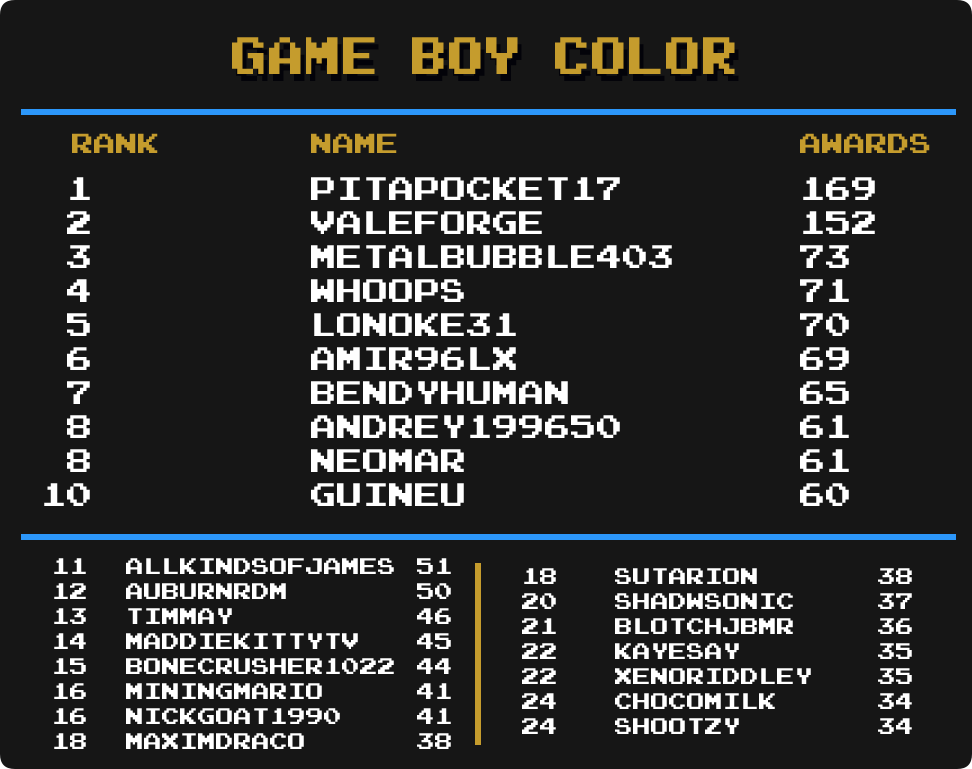 GAME BOY COLOR
RANK NAME AWARDS
1 PITAPOCKET17 169
2 VALEFORGE 152
3 METALBUBBLE403 73
4 WHOOPS 71
5 LONOKE31 70
6 AMIR96LX 69
7 BENDYHUMAN 65
8 ANDREY199650 61
8 NEOMAR 61
10 GUINEU 60
11 ALLKINDSOFJAMES 51
12 AUBURNRDM 50
13 TIMMAY 46
14 MADDIEKITTYTV 45
15 BONECRUSHER1022 44
16 MININGMARIO 41
16 NICKGOAT1990 41
18 MAXIMDRACO 38
18 SUTARION 38
20 SHADWSONIC 37
21 BLOTCHJBMR 36
22 KAYESAY 35
22 XENORIDDLEY 35
24 CHOCOMILK 34
24 SHOOTZY 34